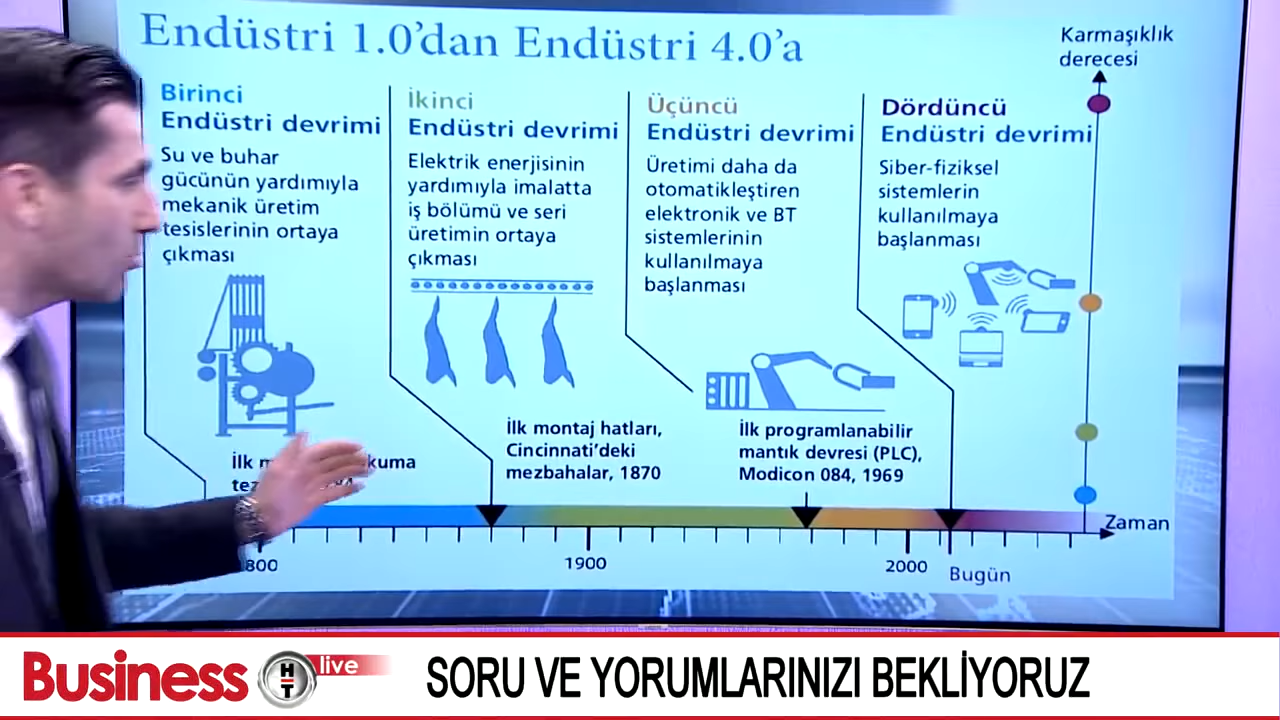 Endüstri 1.0’dan Endüstri 4.0’a
Karmaşıklık
derecesi
Birinci
Endüstri devrimi
Su ve buhar
gücünün yardımıyla
mekanik üretim
tesislerinin ortaya
çıkması
İkinci
Endüstri devrimi
Elektrik enerjisinin
yardımıyla imalatta
iş bölümü ve seri
üretimin ortaya
çıkması
Üçüncü
Endüstri devrimi
Üretimi daha da
otomatikleştiren
elektronik ve BT
sistemlerinin
kullanılmaya
başlanması
Dördüncü
Endüstri devrimi
Siber-fiziksel
sistemlerin
kullanılmaya
başlanması
İlk
İlk montaj hatları,
Cincinnati’deki
mezbahalar, 1870
İlk programlanabilir
mantık devresi (PLC),
Modicon 084, 1969
Zaman
1900
2000
Bugün
Business HT live
SORU VE YORUMLARINIZI BEKLİYORUZ